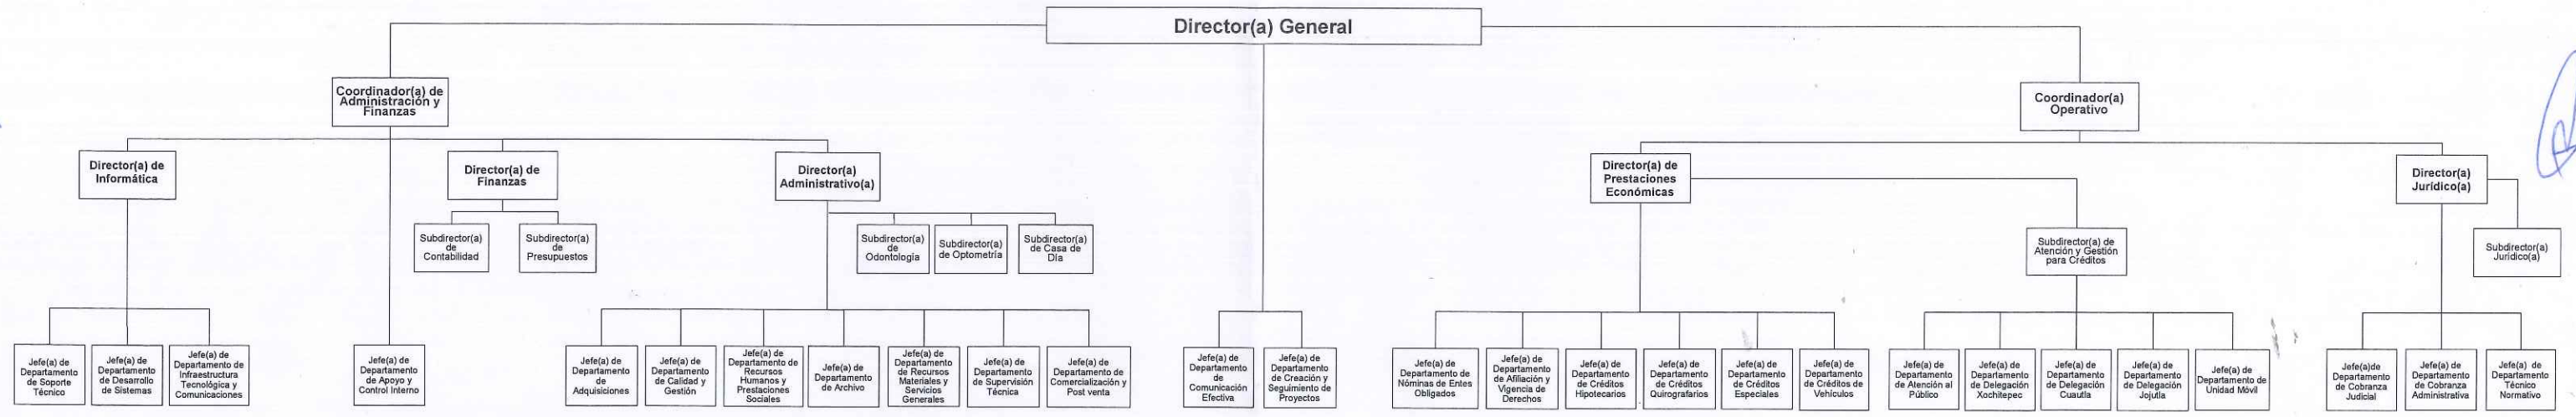 Director(a) General
Coordinador(a) de
Administración y
Finanzas
Coordinador(a)
Operativo
Director(a) de
Informática
Director(a) de
Finanzas
Director(a)
Administrativo(a)
Director(a) de
Prestaciones
Económicas
Director(a)
Jurídico(a)
Subdirector(a)
de
Contabilidad
Subdirector(a)
de
Presupuestos
Subdirector(a)
de
Odontología
Subdirector(a)
de Optometría
Subdirector(a)
de Casa de
Día
Subdirector(a) de
Atención y Gestión
para Créditos
Subdirector(a)
Jurídico(a)
Jefe(a) de
Departamento
de Soporte
Técnico
Jefe(a) de
Departamento
de Desarrollo
de Sistemas
Jefe(a) de
Departamento de
Infraestructura
Tecnológica y
Comunicaciones
Jefe(a) de
Departamento
de Apoyo y
Control Interno
Jefe(a) de
Departamento
de
Adquisiciones
Jefe(a) de
Departamento
de Calidad y
Gestión
Jefe(a) de
Departamento de
Recursos
Humanos y
Prestaciones
Sociales
Jefe(a) de
Departamento
de Archivo
Jefe(a) de
Departamento
de Recursos
Materiales y
Servicios
Generales
Jefe(a) de
Departamento
de Supervisión
Técnica
Jefe(a) de
Departamento de
Comercialización y
Post venta
Jefe(a) de
Departamento
de
Comunicación
Efectiva
Jefe(a) de
Departamento
de Creación y
Seguimiento de
Proyectos
Jefe(a) de
Departamento de
Nóminas de Entes
Obligados
Jefe(a) de
Departamento
de Afiliación y
Vigencia de
Derechos
Jefe(a) de
Departamento
de Créditos
Hipotecarios
Jefe(a) de
Departamento
de Créditos
Quirografarios
Jefe(a) de
Departamento
de Créditos
Especiales
Jefe(a) de
Departamento
de Créditos de
Vehículos
Jefe(a) de
Departamento
de Atención al
Público
Jefe(a) de
Departamento
de Delegación
Xochitepec
Jefe(a) de
Departamento
de Delegación
Cuautla
Jefe(a) de
Departamento
de Delegación
Jojutla
Jefe(a) de
Departamento de
Unidad Móvil
Jefe(a)de
Departamento
de Cobranza
Judicial
Jefe(a) de
Departamento
de Cobranza
Administrativa
Jefe(a) de
Departamento
Técnico
Normativo